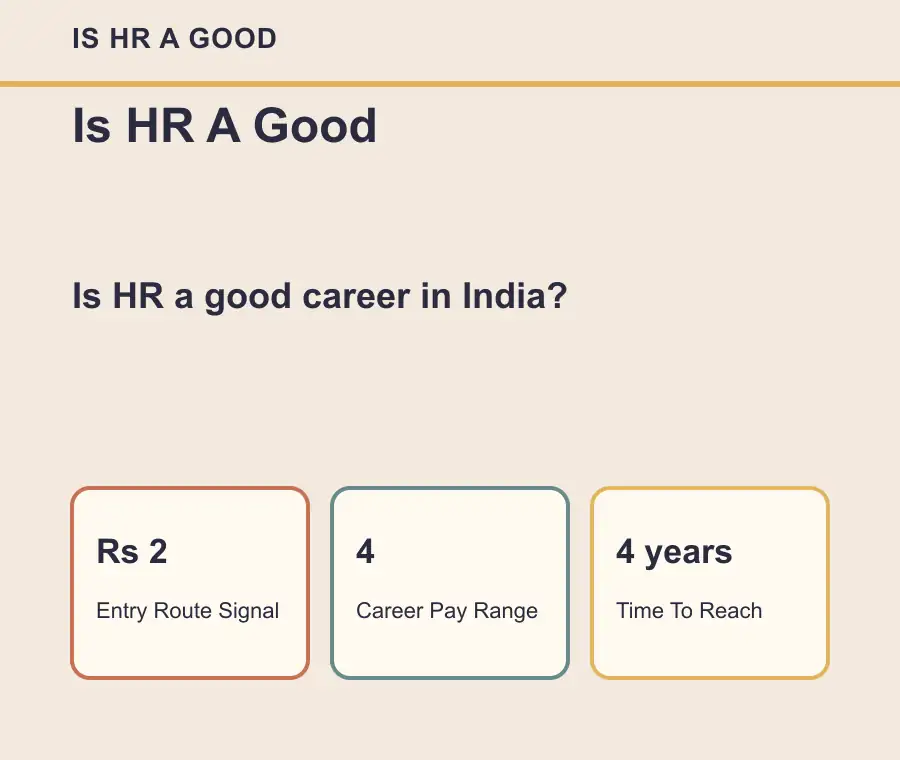 IS HR A GOOD
Is HR A Good
Is HR a good career in India?
Rs 2
Entry Route Signal
4
Career Pay Range
4 years
Time To Reach